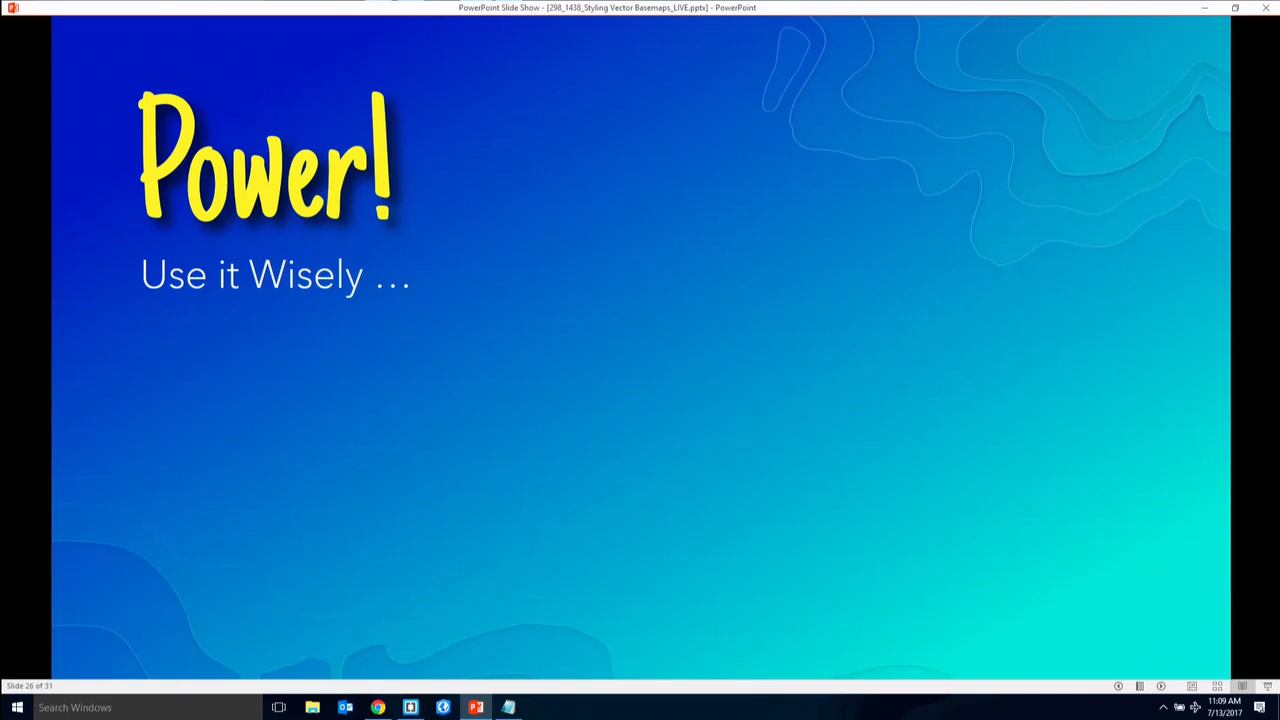 PowerPoint Slide Show - [298_1438_Styling Vector Basemaps_LIVE.pptx] - PowerPoint
Power!
Use it Wisely ...
Slide 26 of 31
Search Windows
11:09 AM
7/13/2017